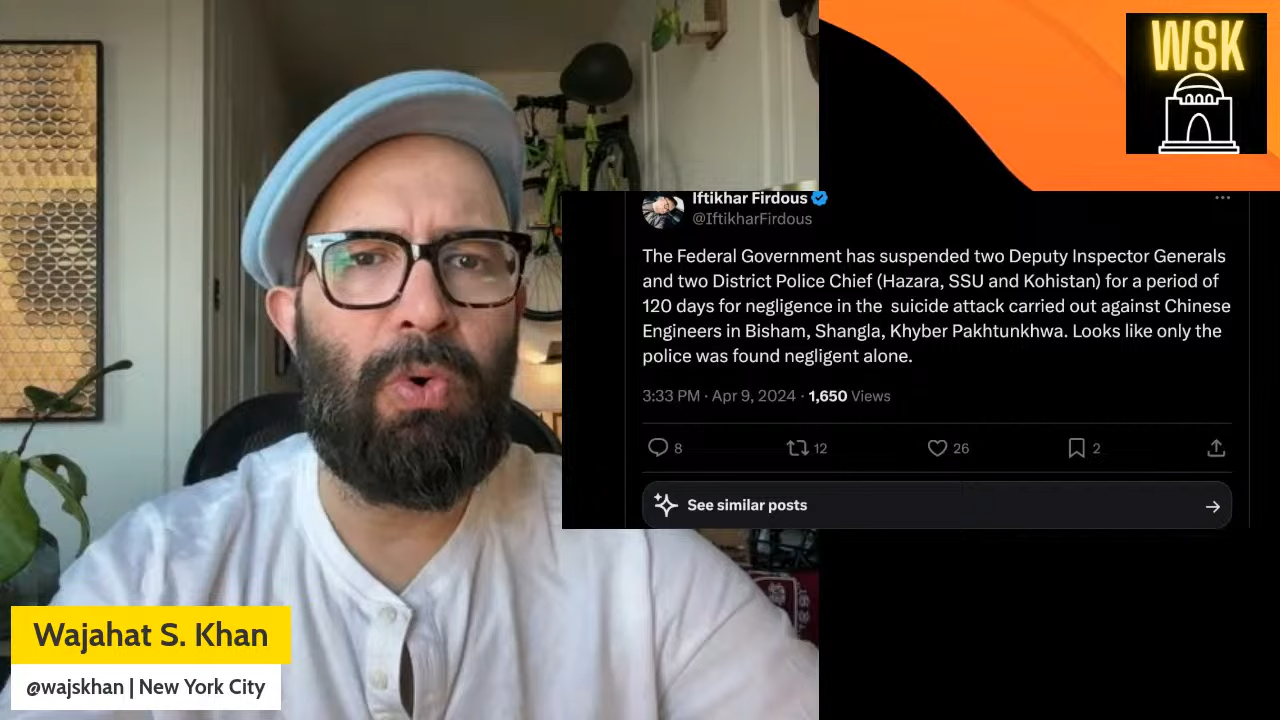 WSK
Iftikhar Firdous
@IftikharFirdous
The Federal Government has suspended two Deputy Inspector Generals
and two District Police Chief (Hazara, SSU and Kohistan) for a period of
120 days for negligence in the suicide attack carried out against Chinese
Engineers in Bisham, Shangla, Khyber Pakhtunkhwa. Looks like only the
police was found negligent alone.
3:33 PM · Apr 9, 2024 · 1,650 Views
8 12 26 2
See similar posts
Wajahat S. Khan
@wajskhan | New York City